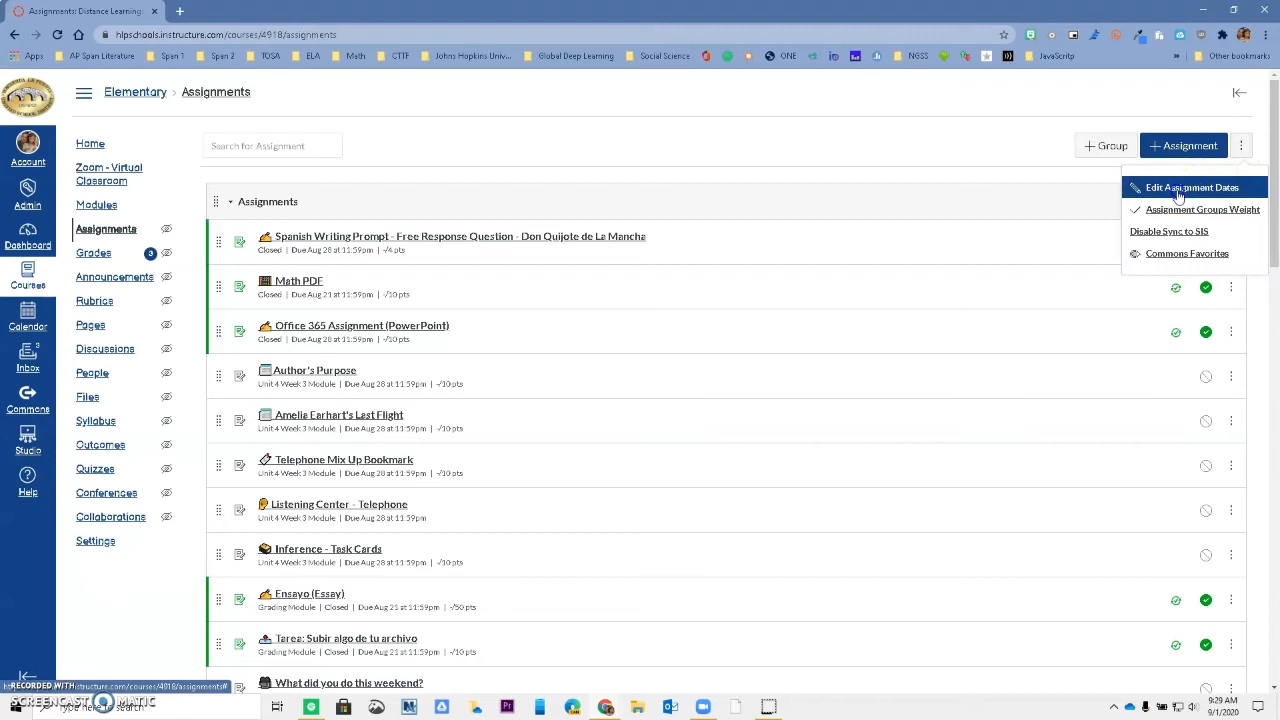 Assignments: Distance Learning:
hlpschools.instructure.com/courses/4918/assignments
Apps
School
Span 1
Span 2
TOSA
ELA
Math
CTTF
Johns Hopkins Univ...
Global Deep Learning
Social Science
ONE
NGSS
JavaScritp
Other bookmarks
Elementary › Assignments
Account
Admin
Dashboard
Courses
Calendar
3
Inbox
Commons
Studio
Help
Home
Zoom - Virtual
Classroom
Modules
Assignments
Grades 3
Announcements
Rubrics
Pages
Discussions
People
Files
Syllabus
Outcomes
Quizzes
Conferences
Collaborations
Settings
Search for Assignment
+ Group
+ Assignment
Edit Assignment Dates
Assignment Groups Weight
Disable Sync to SIS
Commons Favorites
Assignments
Spanish Writing Prompt - Free Response Question - Don Quijote de La Mancha
Closed | Due Aug 28 at 11:59pm | -/4 pts
Math PDF
Closed | Due Aug 21 at 11:59pm | -/10 pts
Office 365 Assignment (PowerPoint)
Closed | Due Aug 28 at 11:59pm | -/10 pts
Author's Purpose
Unit 4 Week 3 Module | Due Aug 28 at 11:59pm | -/10 pts
Amelia Earhart's Last Flight
Unit 4 Week 3 Module | Due Aug 28 at 11:59pm | -/10 pts
Telephone Mix Up Bookmark
Unit 4 Week 3 Module | Due Aug 28 at 11:59pm | -/10 pts
Listening Center - Telephone
Unit 4 Week 3 Module | Due Aug 28 at 11:59pm
Inference - Task Cards
Unit 4 Week 3 Module | Due Aug 28 at 11:59pm | -/10 pts
Ensayo (Essay)
Grading Module | Closed | Due Aug 21 at 11:59pm | -/50 pts
Tarea: Subir algo de tu archivo
Grading Module | Closed | Due Aug 21 at 11:59pm | -/10 pts
What did you do this weekend?
instructure.com/courses/4918/assignments#
RECORDED WITH
SCREENCAST MATIC
Type here to search
9:29 AM
9/1/2020